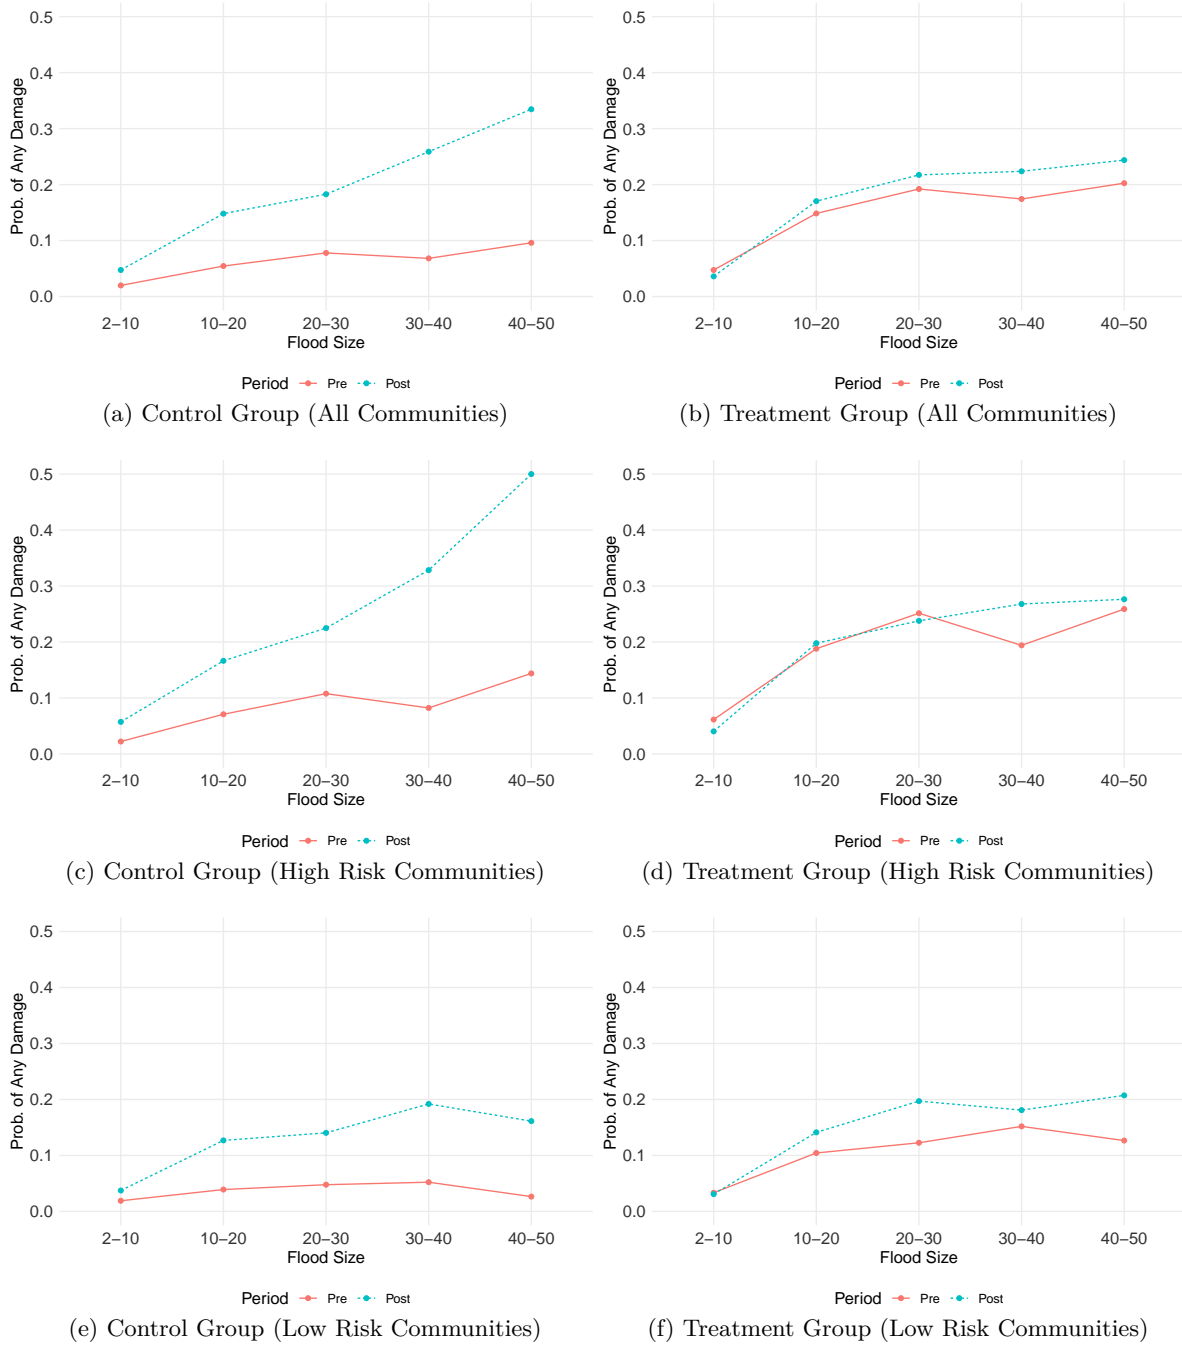 0.5
0.4
0.3
0.2
0.1
0.0
Prob. of Any Damage
2−10 10−20 20−30 30−40 40−50
Flood Size
Period Pre Post
(a) Control Group (All Communities)
0.5
0.4
0.3
0.2
0.1
0.0
Prob. of Any Damage
2−10 10−20 20−30 30−40 40−50
Flood Size
Period Pre Post
(b) Treatment Group (All Communities)
0.5
0.4
0.3
0.2
0.1
0.0
Prob. of Any Damage
2−10 10−20 20−30 30−40 40−50
Flood Size
Period Pre Post
(c) Control Group (High Risk Communities)
0.5
0.4
0.3
0.2
0.1
0.0
Prob. of Any Damage
2−10 10−20 20−30 30−40 40−50
Flood Size
Period Pre Post
(d) Treatment Group (High Risk Communities)
0.5
0.4
0.3
0.2
0.1
0.0
Prob. of Any Damage
2−10 10−20 20−30 30−40 40−50
Flood Size
Period Pre Post
(e) Control Group (Low Risk Communities)
0.5
0.4
0.3
0.2
0.1
0.0
Prob. of Any Damage
2−10 10−20 20−30 30−40 40−50
Flood Size
Period Pre Post
(f) Treatment Group (Low Risk Communities)